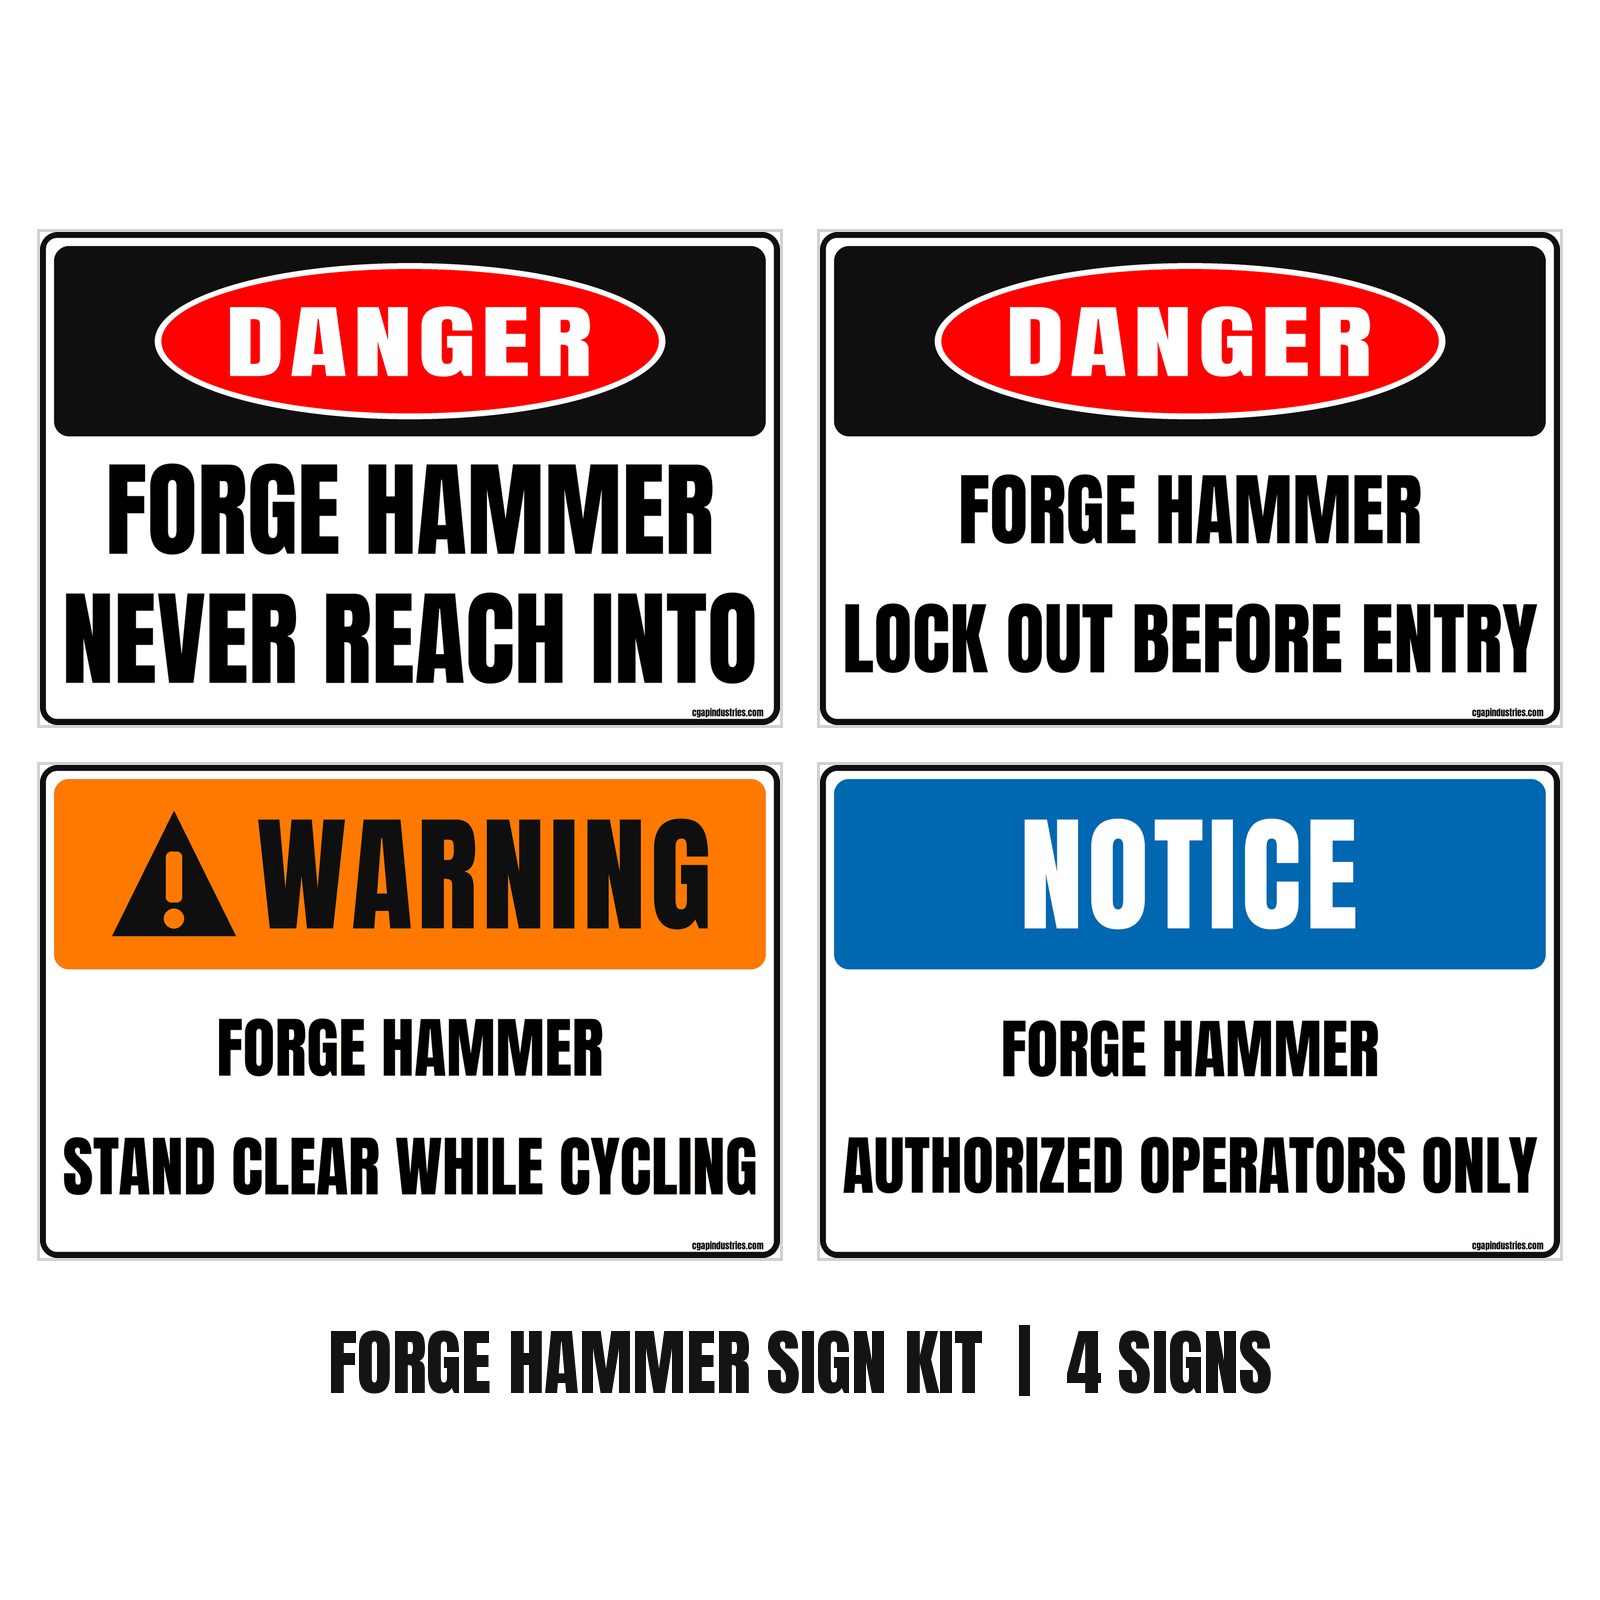 DANGER
FORGE HAMMER
NEVER REACH INTO
cgapindustries.com
DANGER
FORGE HAMMER
LOCK OUT BEFORE ENTRY
cgapindustries.com
WARNING
FORGE HAMMER
STAND CLEAR WHILE CYCLING
cgapindustries.com
NOTICE
FORGE HAMMER
AUTHORIZED OPERATORS ONLY
cgapindustries.com
FORGE HAMMER SIGN KIT | 4 SIGNS